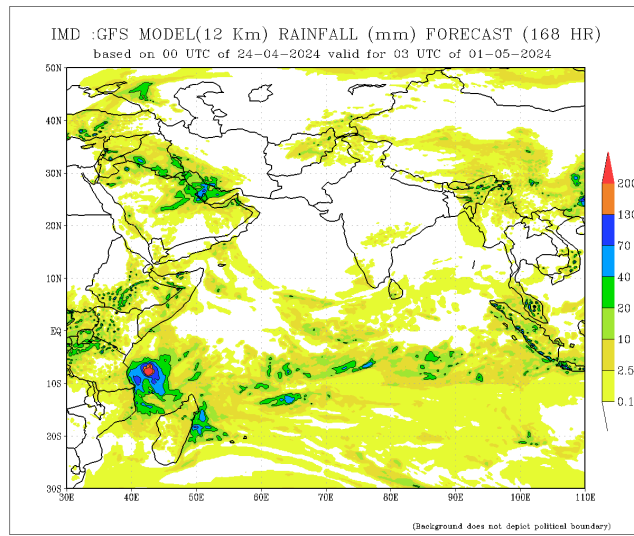 IMD :GFS MODEL(12 Km) RAINFALL (mm) FORECAST (168 HR)
based on 00 UTC of 24-04-2024 valid for 03 UTC of 01-05-2024
50N
40N
30N
20N
10N
EQ
10S
20S
30S
30E 40E 50E 60E 70E 80E 90E 100E 110E
200
130
70
40
20
10
2.5
0.1
(Background does not depict political boundary)